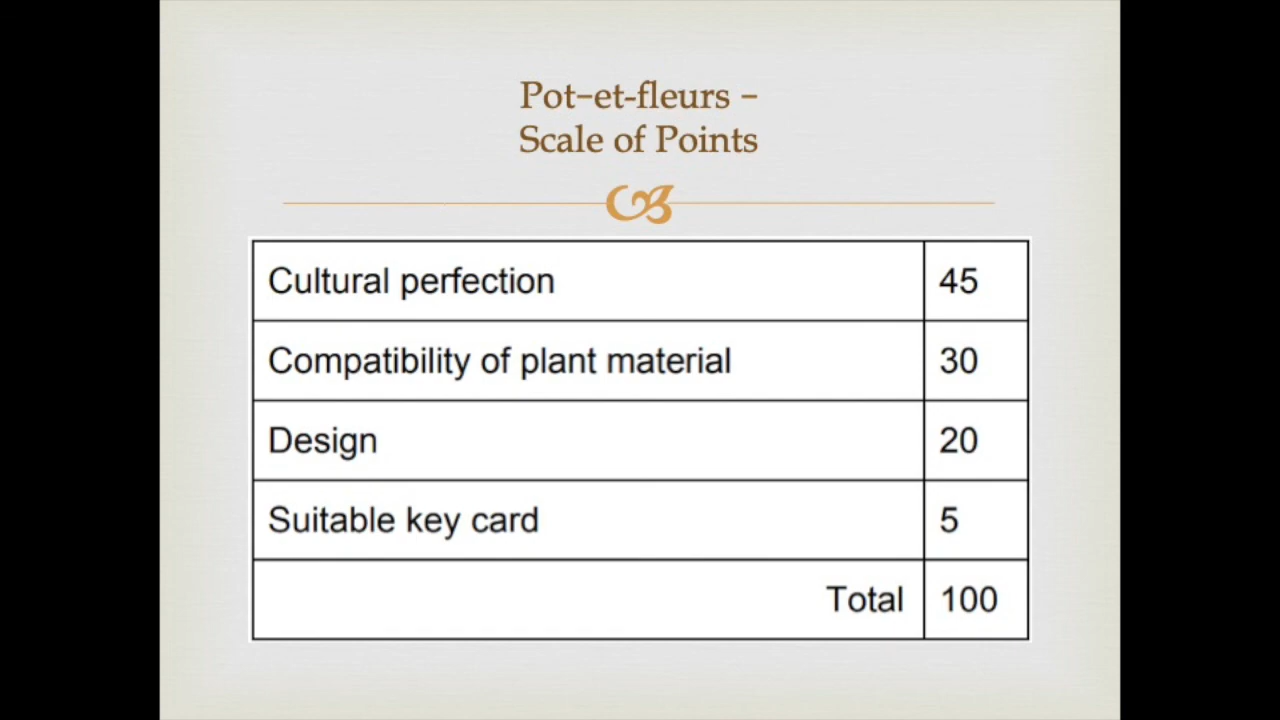 Pot–et-fleurs –
Scale of Points
Cultural perfection 45
Compatibility of plant material 30
Design 20
Suitable key card 5
Total 100